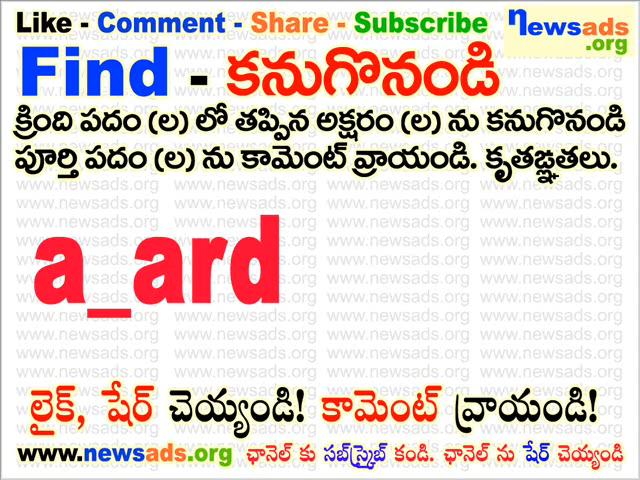 Like - Comment - Share - Subscribe
newsads
.org
Find - కనుగొనండి
క్రింది పదం (ల) లో తప్పిన అక్షరం (ల) ను కనుగొనండి
పూర్తి పదం (ల) ను కామెంట్ వ్రాయండి. కృతఙ్ఞతలు.
a_ard
లైక్, షేర్ చెయ్యండి! కామెంట్ వ్రాయండి!
www.newsads.org ఛానెల్ కు సబ్‌స్క్రైబ్ కండి. ఛానెల్ ను షేర్ చెయ్యండి